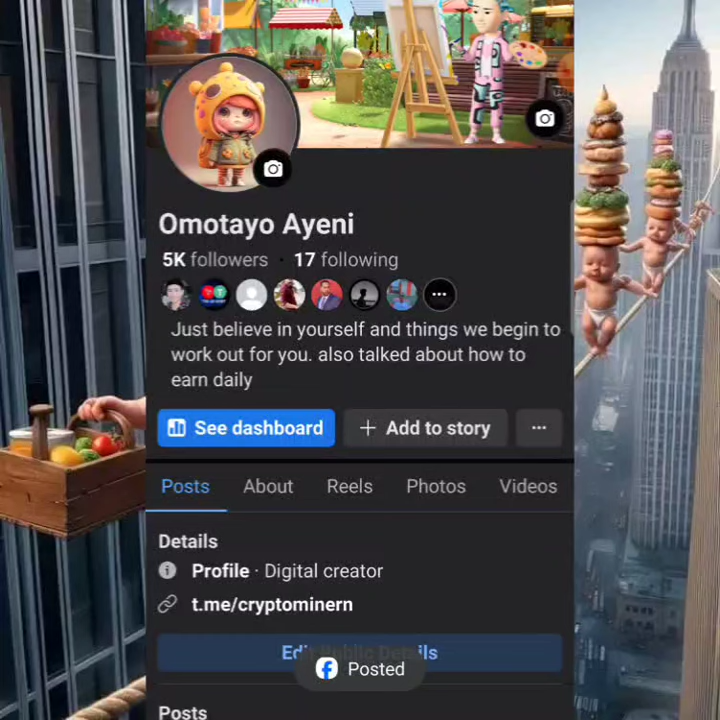 Omotayo Ayeni
5K followers · 17 following
Just believe in yourself and things we begin to
work out for you. also talked about how to
earn daily
See dashboard
+ Add to story
Posts About Reels Photos Videos
Details
Profile · Digital creator
t.me/cryptominern
Edit Public Details
Posted
Posts